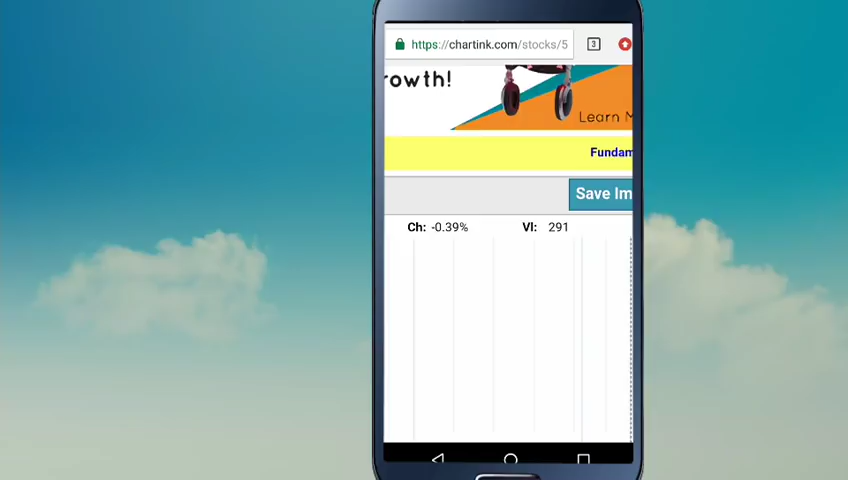 https://chartink.com/stocks/5
3
rowth!
Learn M
Fundam
Save Im
Ch: -0.39% Vl: 291